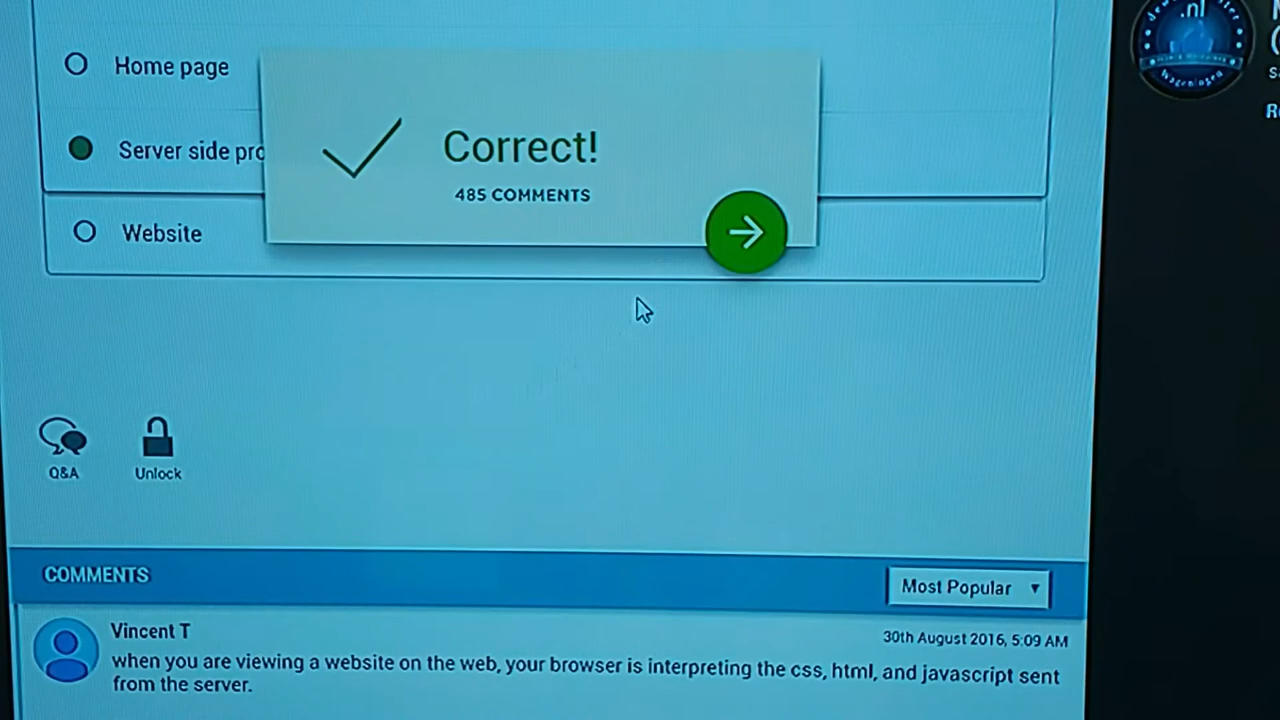 Home page
Server side pro
Correct!
485 COMMENTS
Website
Q&A
Unlock
COMMENTS
Most Popular
Vincent T
30th August 2016, 5:09 AM
when you are viewing a website on the web, your browser is interpreting the css, html, and javascript sent
from the server.
.nl
Wageningen